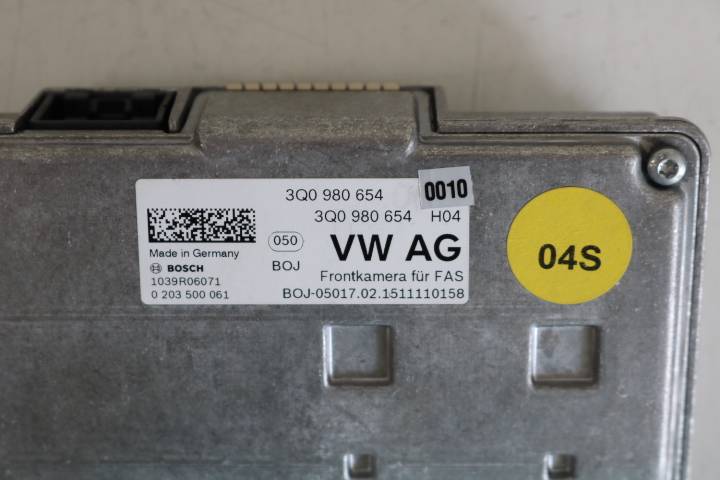 3Q0 980 654
0010
3Q0 980 654 H04
050
VW AG
Made in Germany
BOSCH
BOJ
Frontkamera für FAS
1039R06071
0 203 500 061
BOJ-05017.02.1511110158
04S